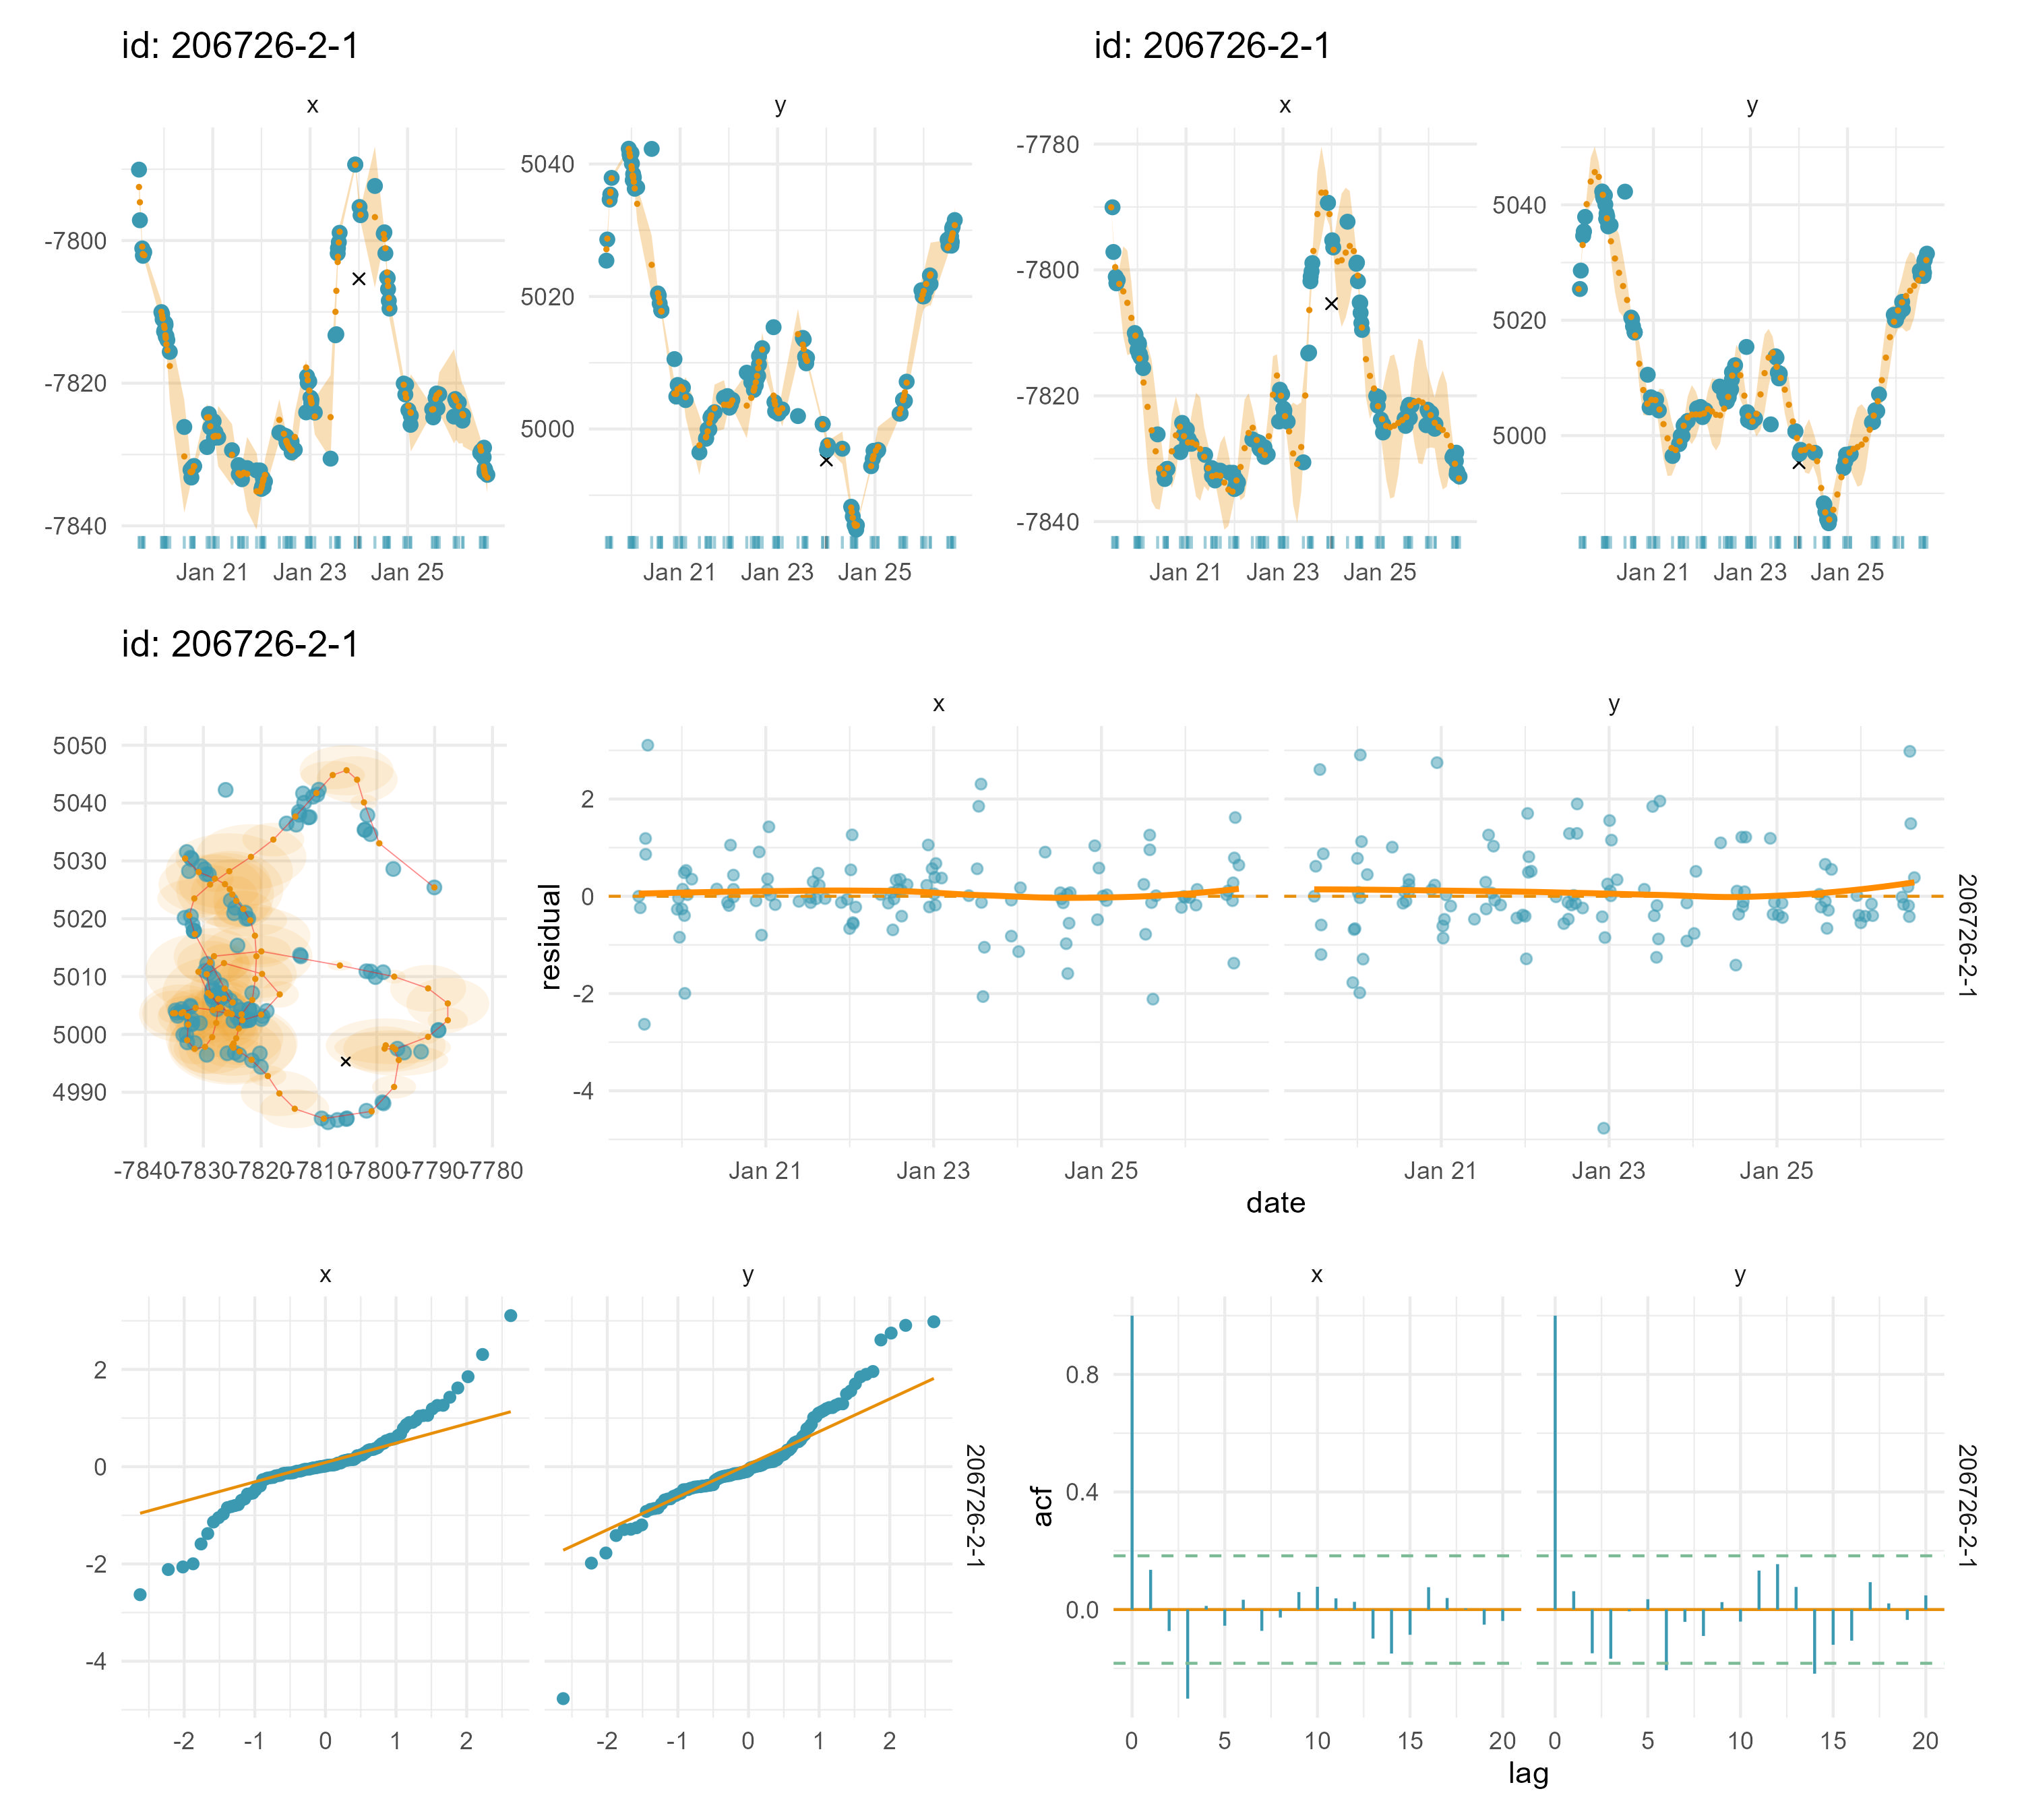 id: 206726-2-1
id: 206726-2-1
x
y
x
y
-7800
-7820
-7840
5040
5020
5000
-7780
-7800
-7820
-7840
5040
5020
5000
Jan 21 Jan 23 Jan 25
Jan 21 Jan 23 Jan 25
Jan 21 Jan 23 Jan 25
Jan 21 Jan 23 Jan 25
id: 206726-2-1
x
y
5050
5040
5030
5020
5010
5000
4990
-7840 -7830 -7820 -7810 -7800 -7790 -7780
residual
2
0
-2
-4
Jan 21 Jan 23 Jan 25
Jan 21 Jan 23 Jan 25
date
206726-2-1
x
y
2
0
-2
-4
-2 -1 0 1 2
-2 -1 0 1 2
206726-2-1
x
y
acf
0.8
0.4
0.0
0 5 10 15 20
0 5 10 15 20
lag
206726-2-1